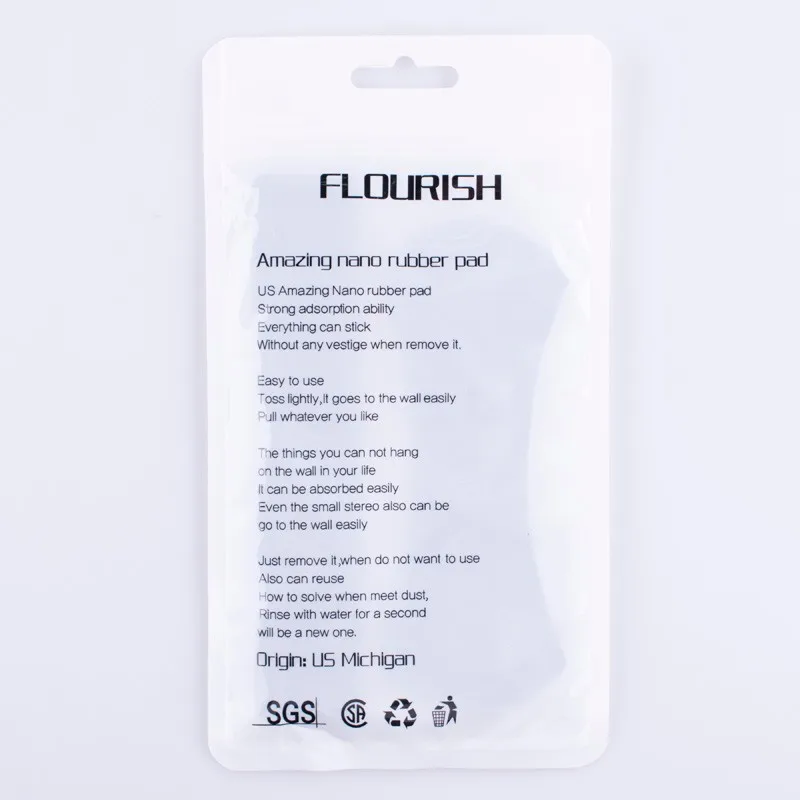 FLOURISH
Amazing nano rubber pad
US Amazing Nano rubber pad
Strong adsorption ability
Everything can stick
Without any vestige when remove it.
Easy to use
Toss lightly,it goes to the wall easily
Pull whatever you like
The things you can not hang
on the wall in your life
It can be absorbed easily
Even the small stereo also can be
go to the wall easily
Just remove it,when do not want to use
Also can reuse
How to solve when meet dust,
Rinse with water for a second
will be a new one.
Origin: US Michigan
SGS SA